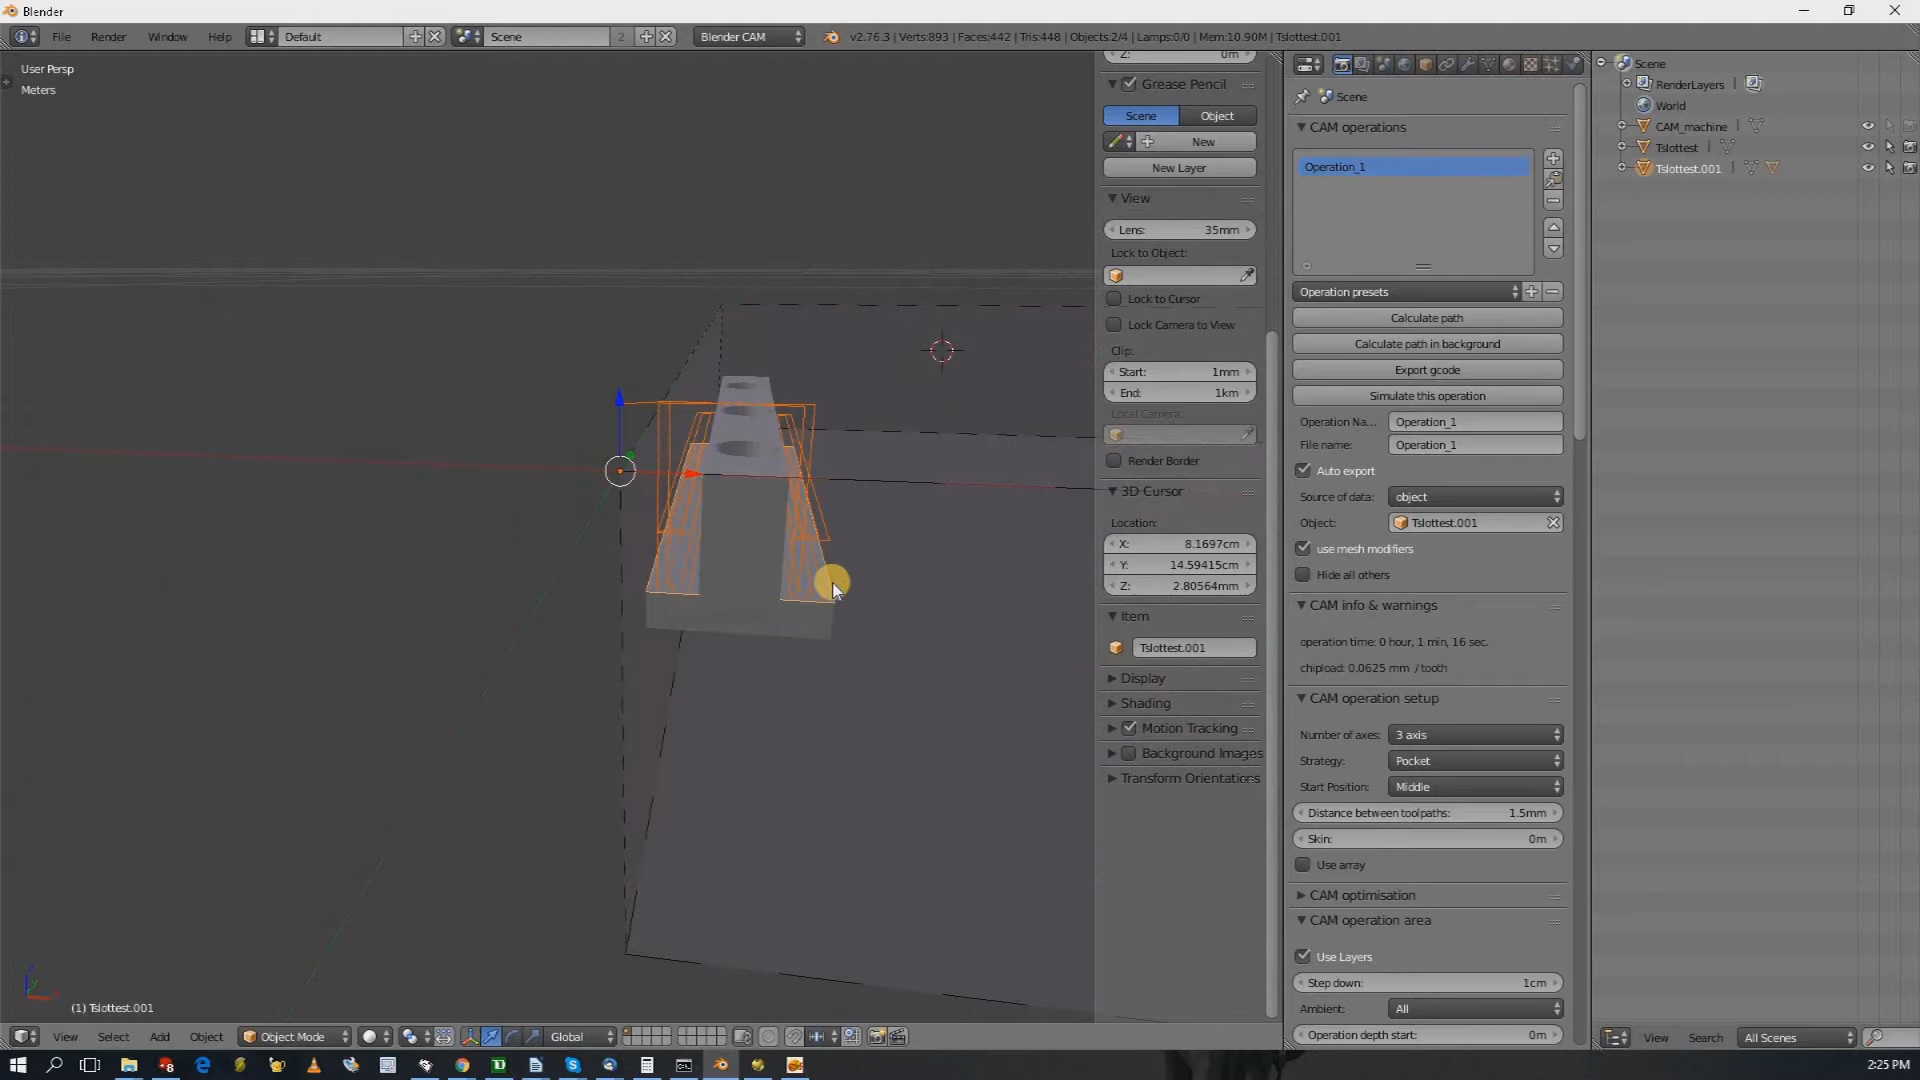 Blender
File Render Window Help Default Scene 2 Blender CAM v2.76.3 | Verts:893 | Faces:442 | Tris:448 | Objects:2/4 | Lamps:0/0 | Mem:10.90M | Tslottest.001
User Persp
Meters
(1) Tslottest.001
View Select Add Object Object Mode Global
Z: 0m
Grease Pencil
Scene Object
New
New Layer
View
Lens: 35mm
Lock to Object:
Lock to Cursor
Lock Camera to View
Clip:
Start: 1mm
End: 1km
Local Camera:
Render Border
3D Cursor
Location:
X: 8.1697cm
Y: 14.59415cm
Z: 2.80564mm
Item
Tslottest.001
Display
Shading
Motion Tracking
Background Images
Transform Orientations
Scene
CAM operations
Operation_1
Operation presets
Calculate path
Calculate path in background
Export gcode
Simulate this operation
Operation Na... Operation_1
File name: Operation_1
Auto export
Source of data: object
Object: Tslottest.001
use mesh modifiers
Hide all others
CAM info & warnings
operation time: 0 hour, 1 min, 16 sec.
chipload: 0.0625 mm / tooth
CAM operation setup
Number of axes: 3 axis
Strategy: Pocket
Start Position: Middle
Distance between toolpaths: 1.5mm
Skin: 0m
Use array
CAM optimisation
CAM operation area
Use Layers
Step down: 1cm
Ambient: All
Operation depth start: 0m
Scene
RenderLayers
World
CAM_machine
Tslottest
Tslottest.001
View Search All Scenes
2:25 PM